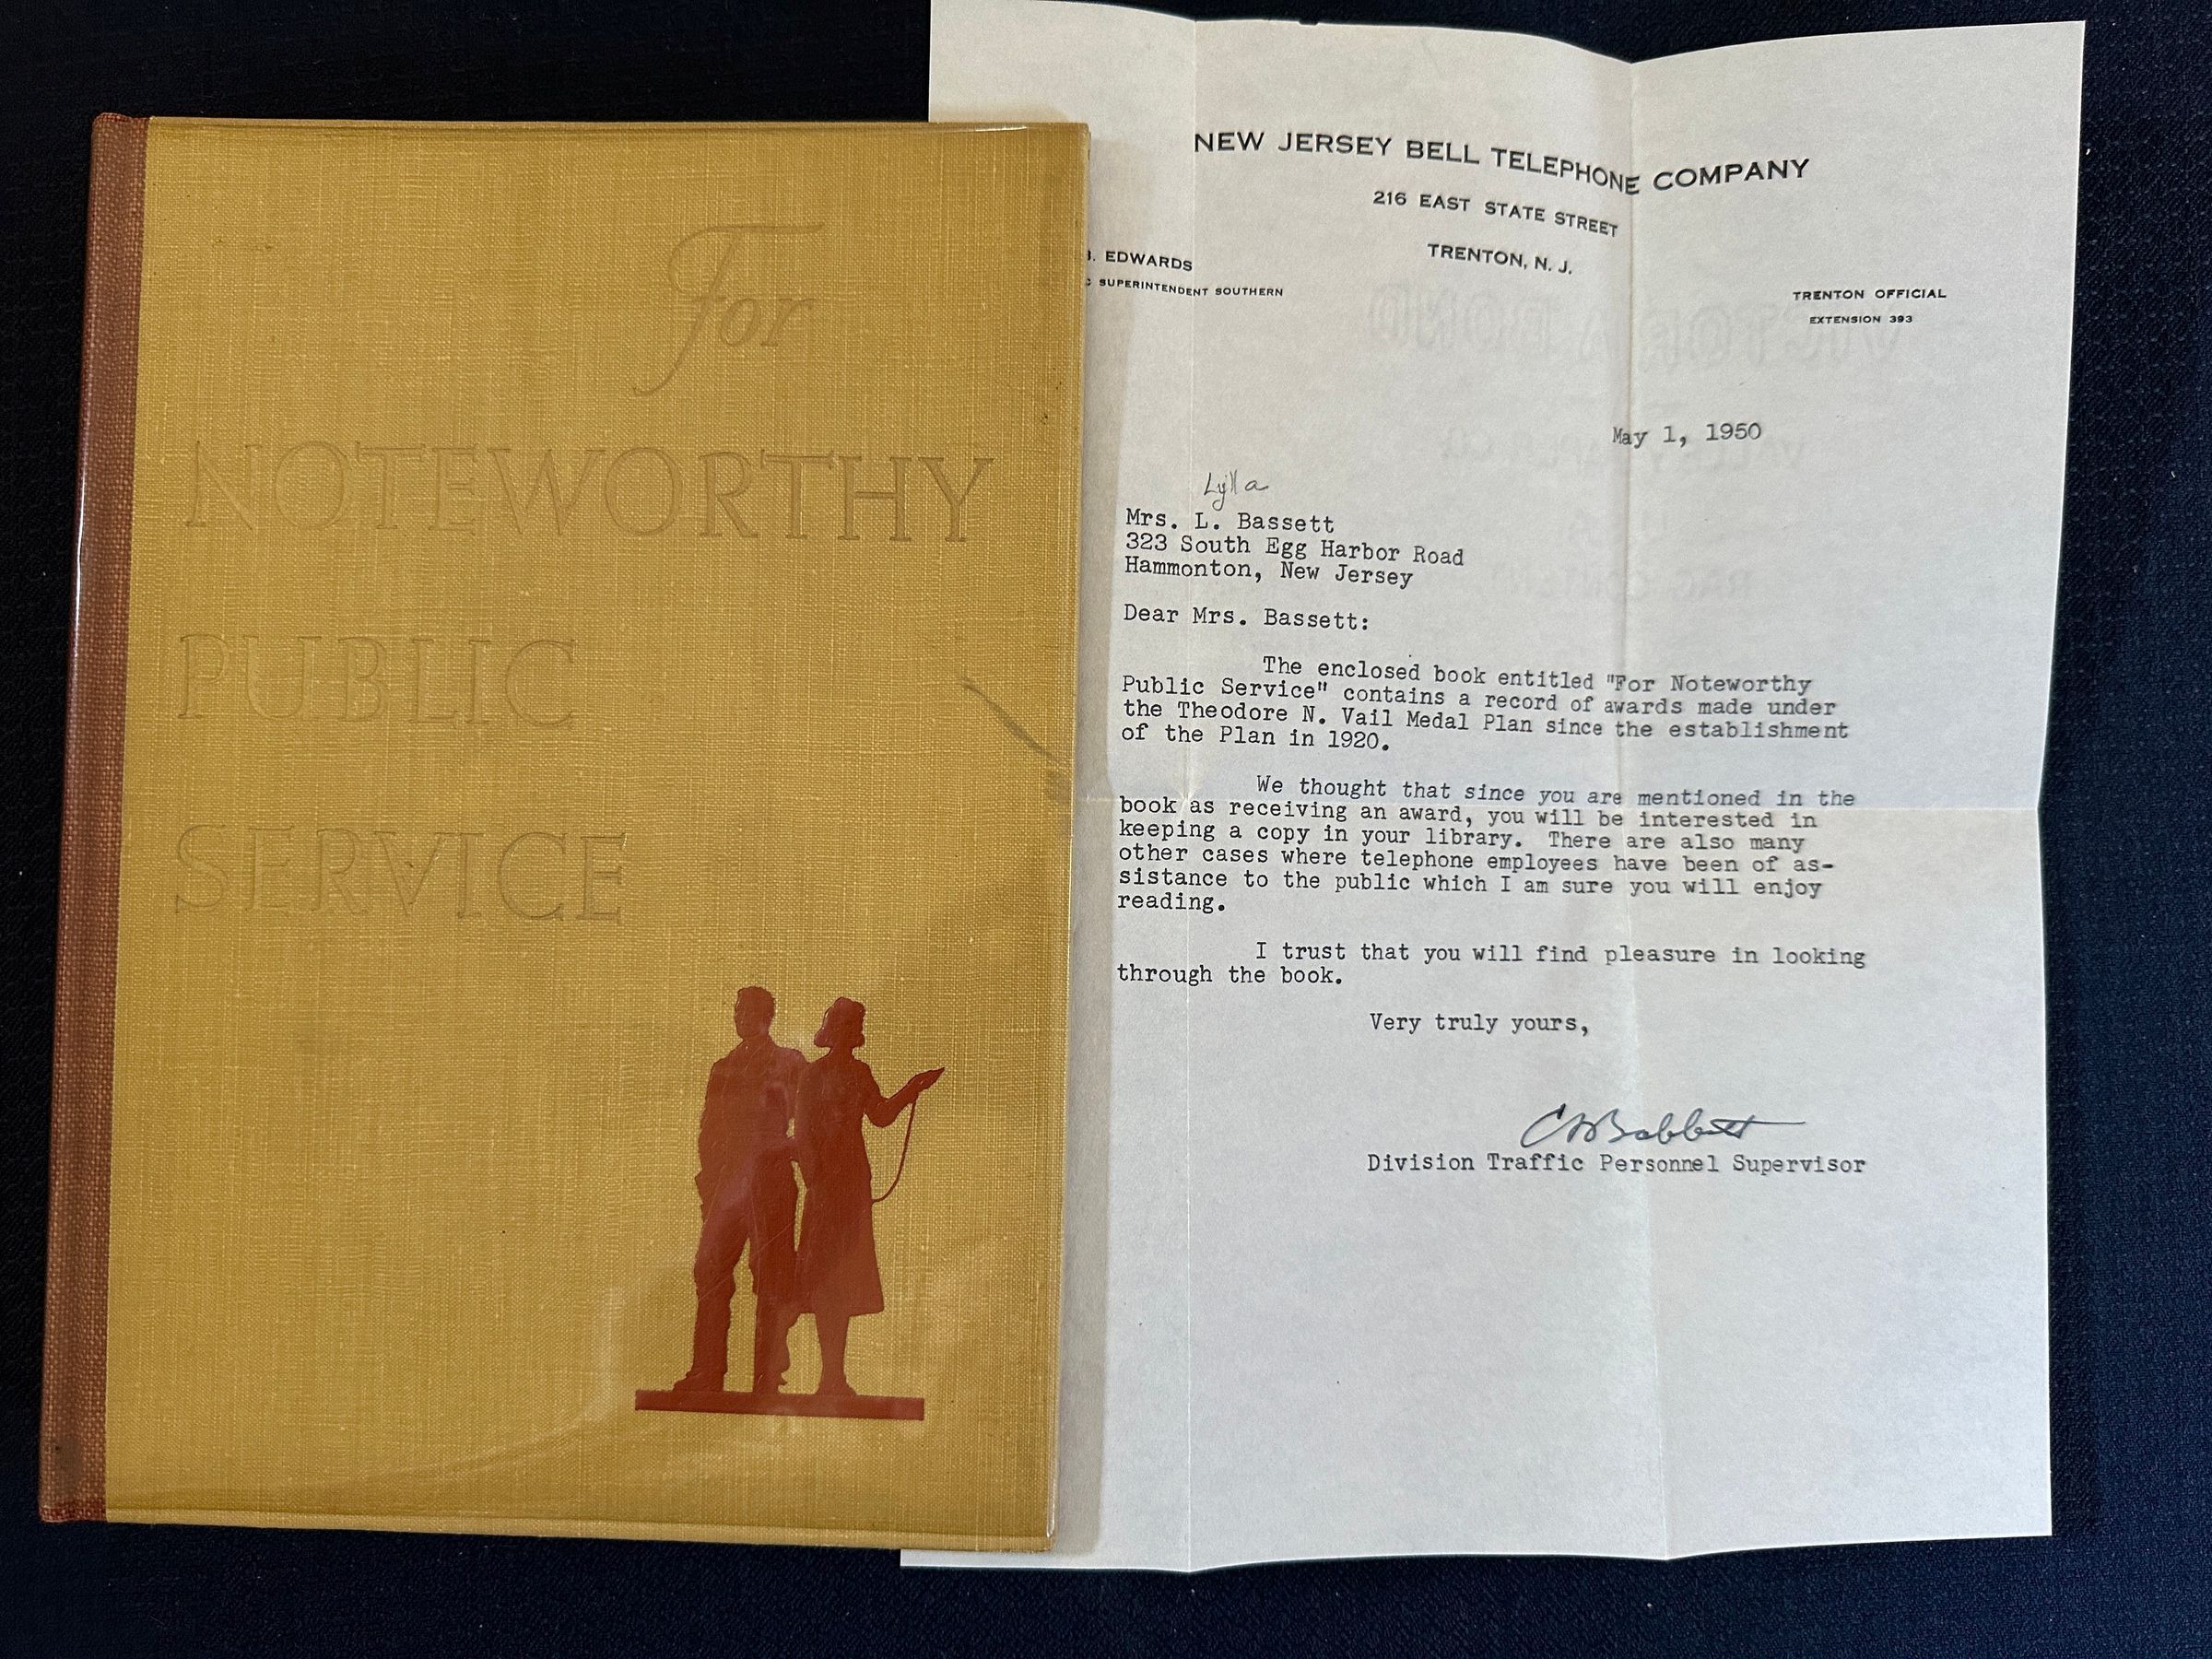 For
NOTEWORTHY
PUBLIC
SERVICE
NEW JERSEY BELL TELEPHONE COMPANY
216 EAST STATE STREET
TRENTON, N. J.
. EDWARDS
SUPERINTENDENT SOUTHERN
TRENTON OFFICIAL
EXTENSION 393
May 1, 1950
Lylla
Mrs. L. Bassett
323 South Egg Harbor Road
Hammonton, New Jersey
Dear Mrs. Bassett:
The enclosed book entitled "For Noteworthy
Public Service" contains a record of awards made under
the Theodore N. Vail Medal Plan since the establishment
of the Plan in 1920.
We thought that since you are mentioned in the
book as receiving an award, you will be interested in
keeping a copy in your library. There are also many
other cases where telephone employees have been of as-
sistance to the public which I am sure you will enjoy
reading.
I trust that you will find pleasure in looking
through the book.
Very truly yours,
Babbett
Division Traffic Personnel Supervisor